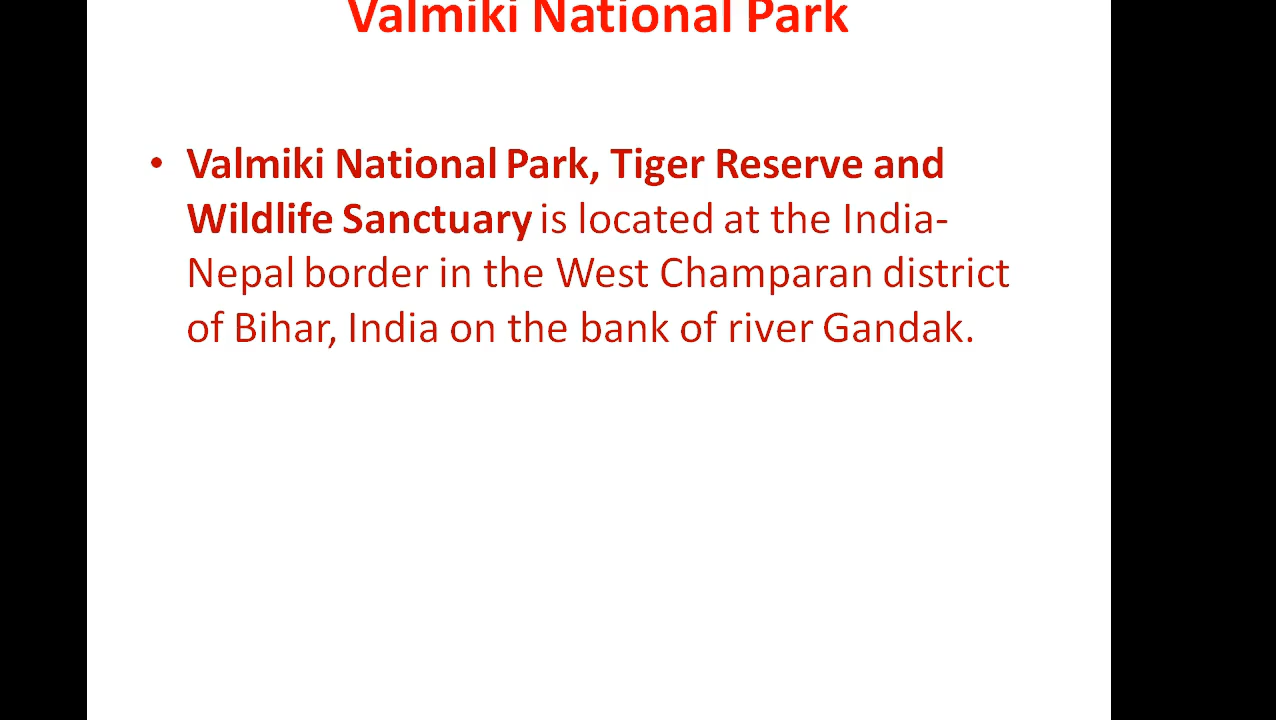 Valmiki National Park
• Valmiki National Park, Tiger Reserve and
Wildlife Sanctuary is located at the India-
Nepal border in the West Champaran district
of Bihar, India on the bank of river Gandak.